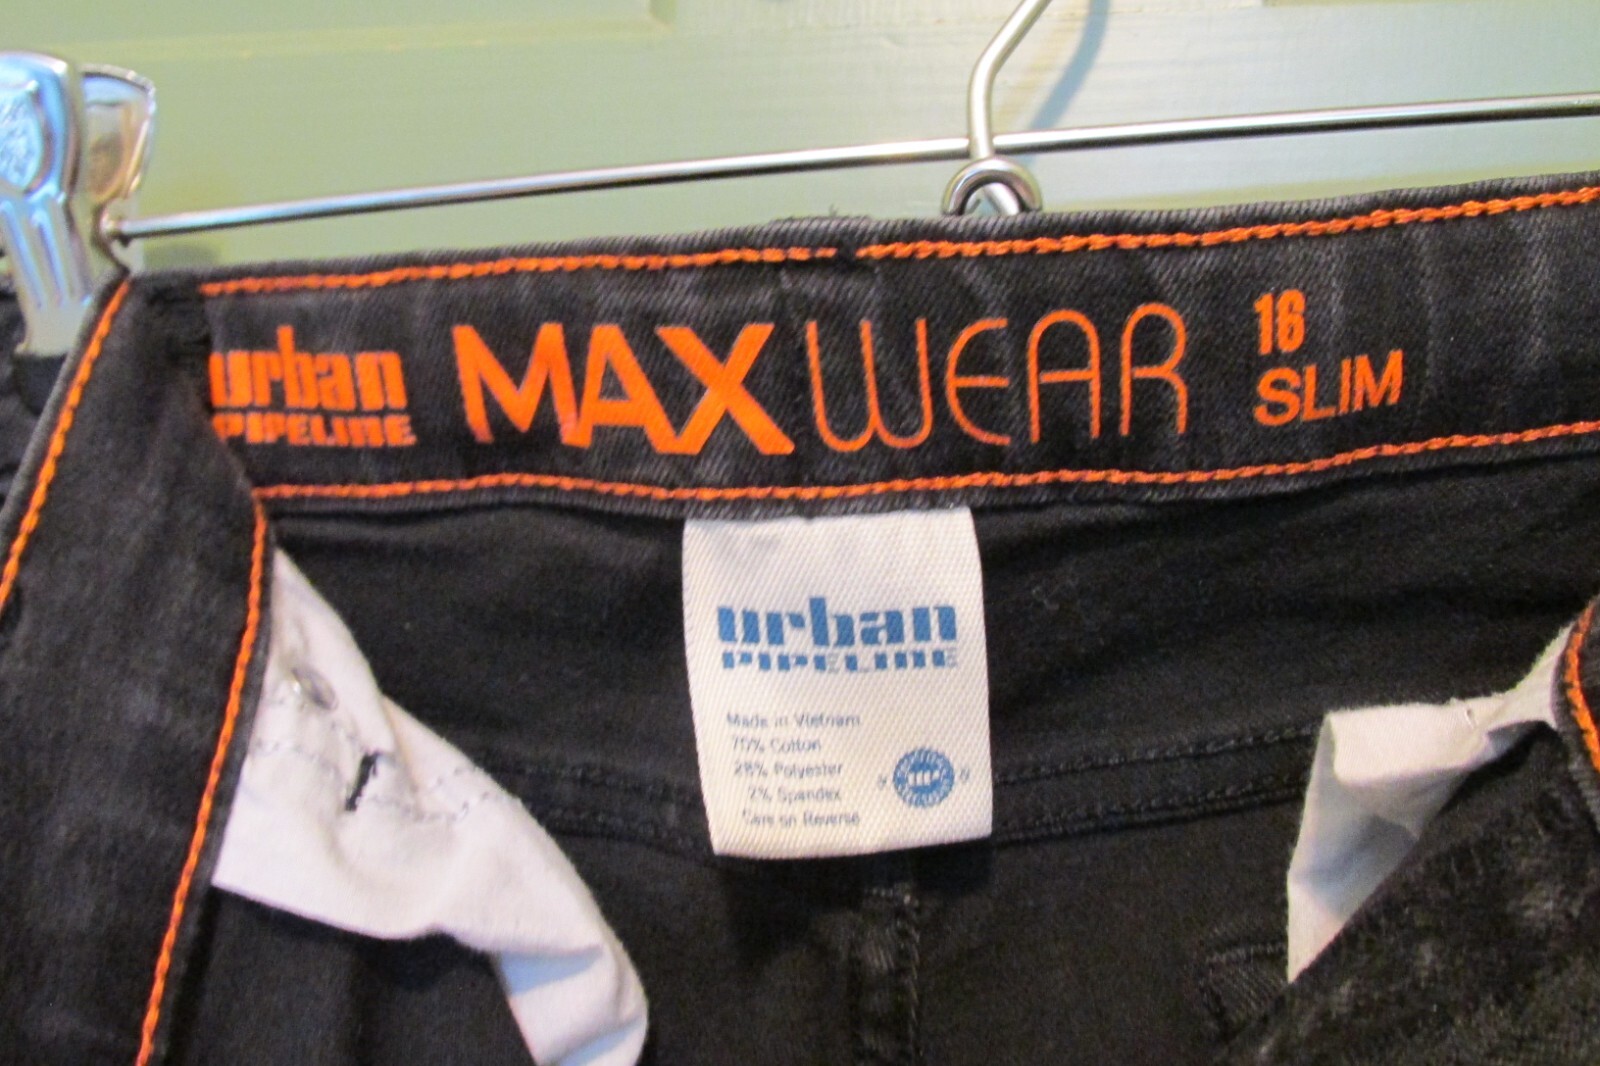 urban
PIPELINE
MAXWEAR
16
SLIM
urban
PIPELINE
Made in Vietnam
70% Cotton
28% Polyester
2% Spandex
Care on Reverse